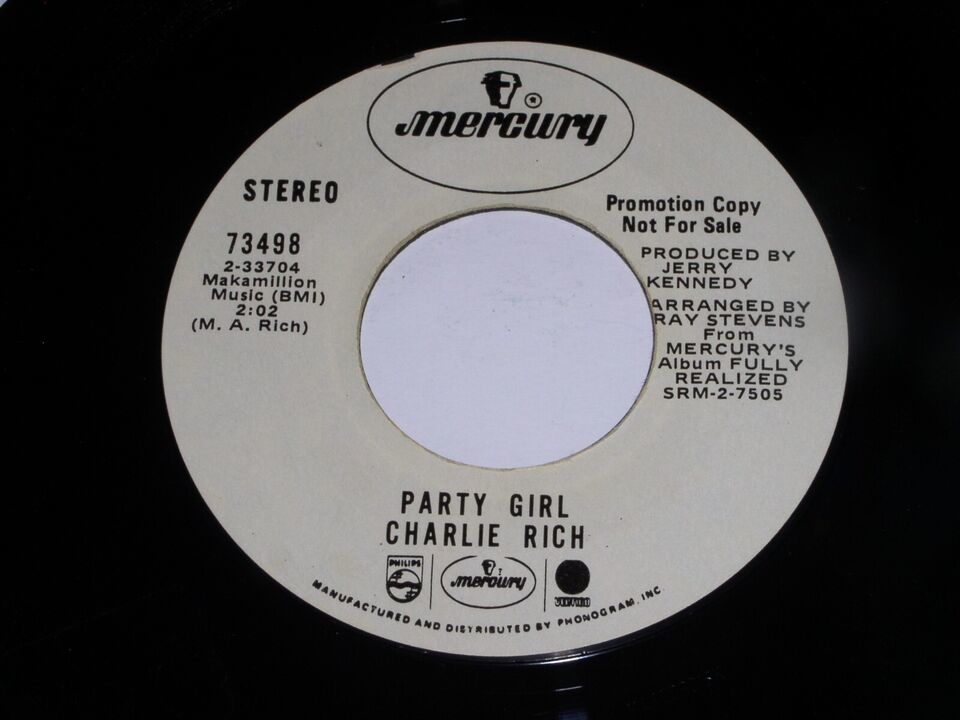 mercury
STEREO
73498
2-33704
Makamillion
Music (BMI)
2:02
(M. A. Rich)
Promotion Copy
Not For Sale
PRODUCED BY
JERRY
KENNEDY
ARRANGED BY
RAY STEVENS
From
MERCURY'S
Album FULLY
REALIZED
SRM-2-7505
PARTY GIRL
CHARLIE RICH
PHILIPS
mercury
VERTIGO
MANUFACTURED AND DISTRIBUTED BY PHONOGRAM, INC.